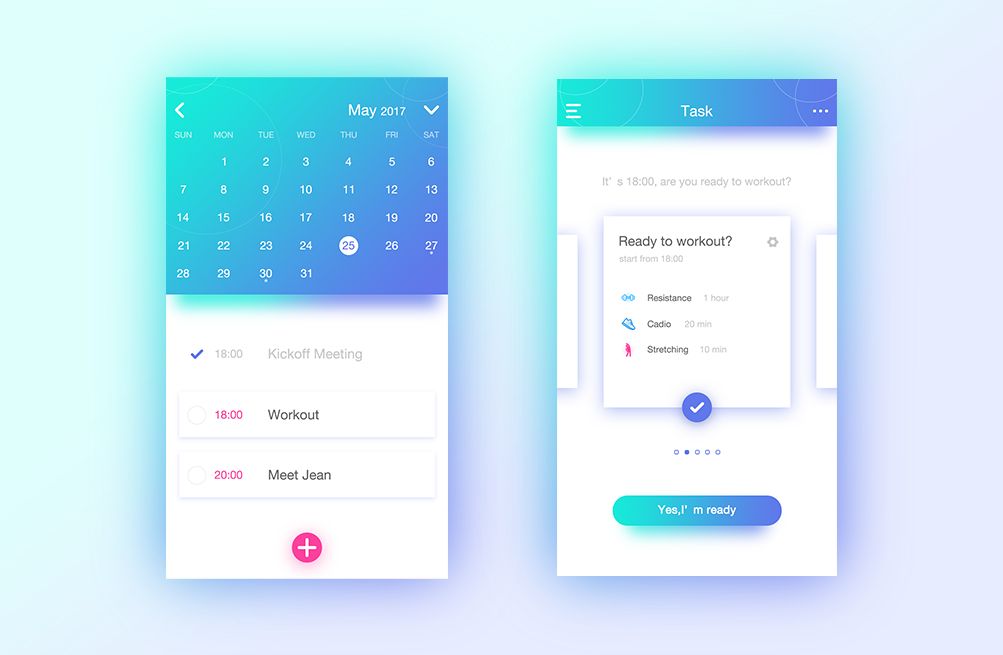 May 2017
SUN MON TUE WED THU FRI SAT
1 2 3 4 5 6
7 8 9 10 11 12 13
14 15 16 17 18 19 20
21 22 23 24 25 26 27
28 29 30 31
18:00 Kickoff Meeting
18:00 Workout
20:00 Meet Jean
Task
It' s 18:00, are you ready to workout?
Ready to workout?
start from 18:00
Resistance 1 hour
Cadio 20 min
Stretching 10 min
Yes,I' m ready